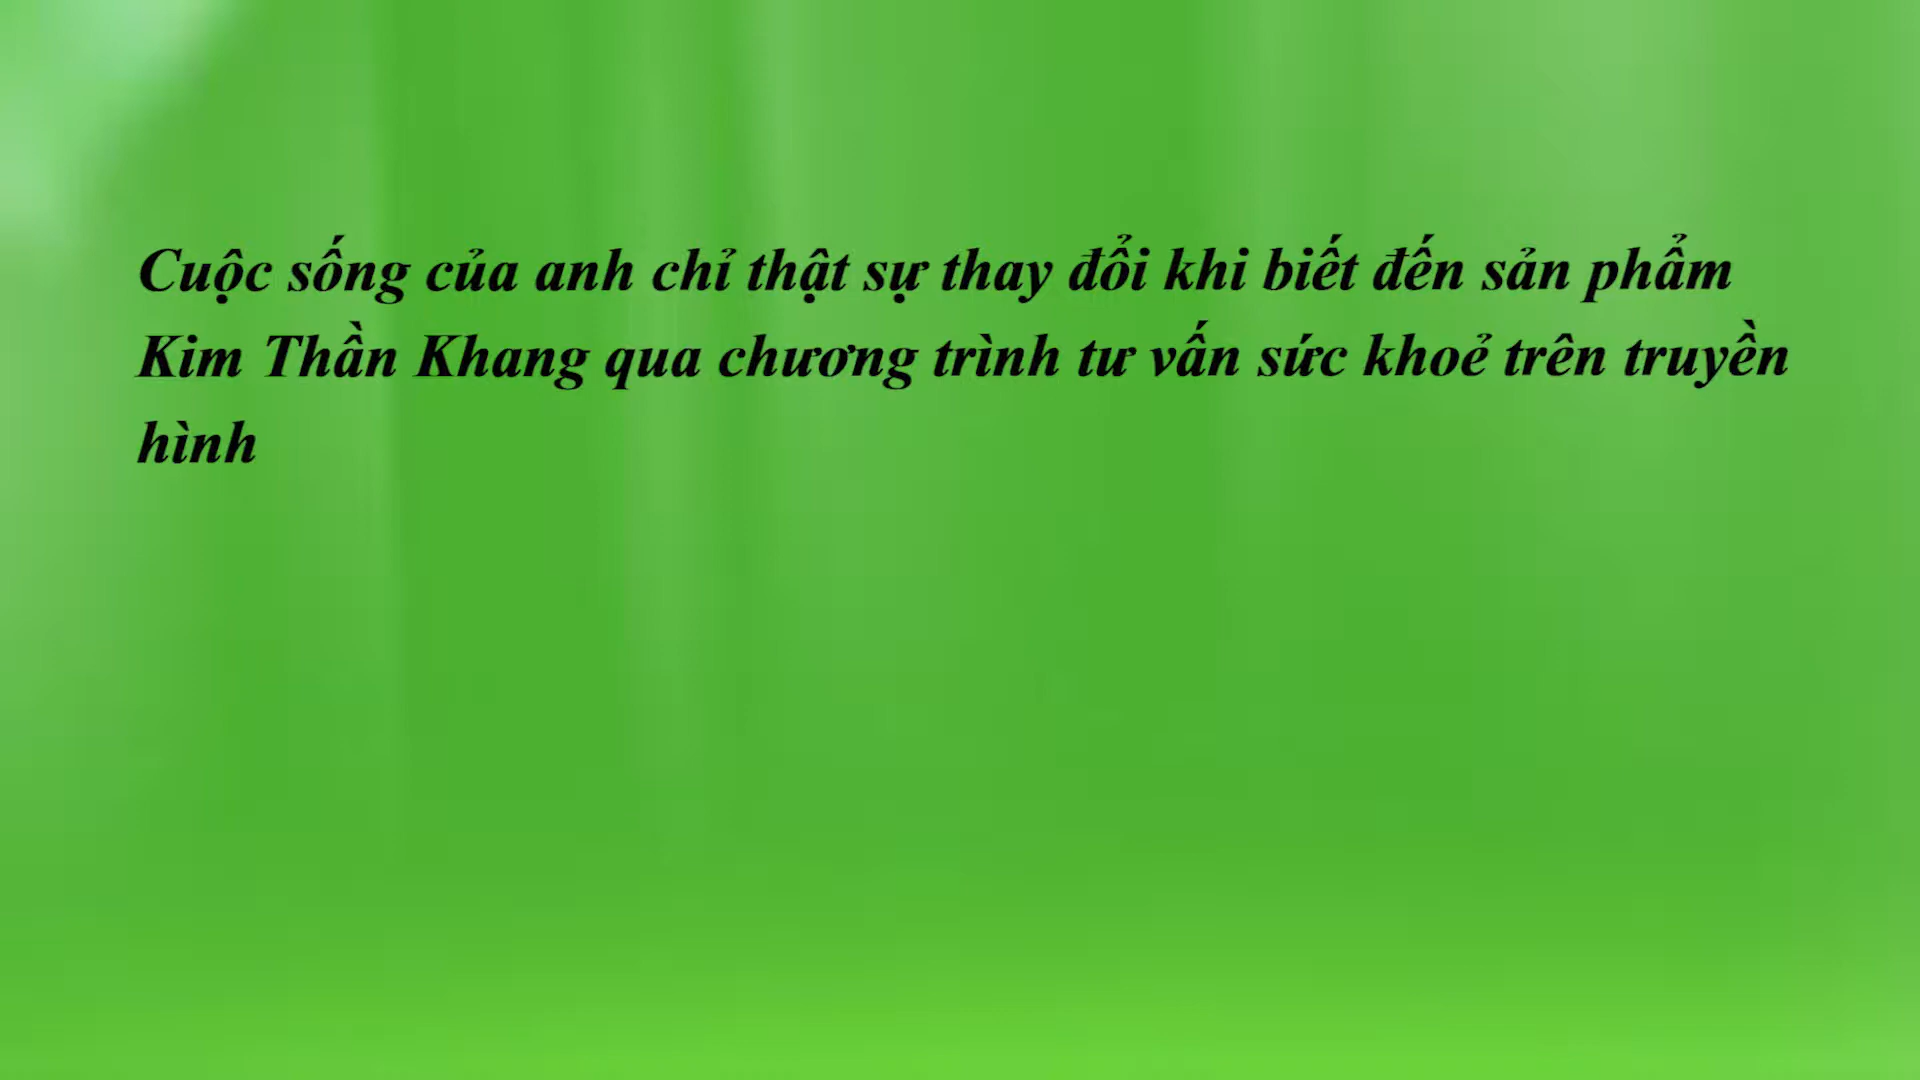 Cuộc sống của anh chỉ thật sự thay đổi khi biết đến sản phẩm
Kim Thần Khang qua chương trình tư vấn sức khoẻ trên truyền
hình